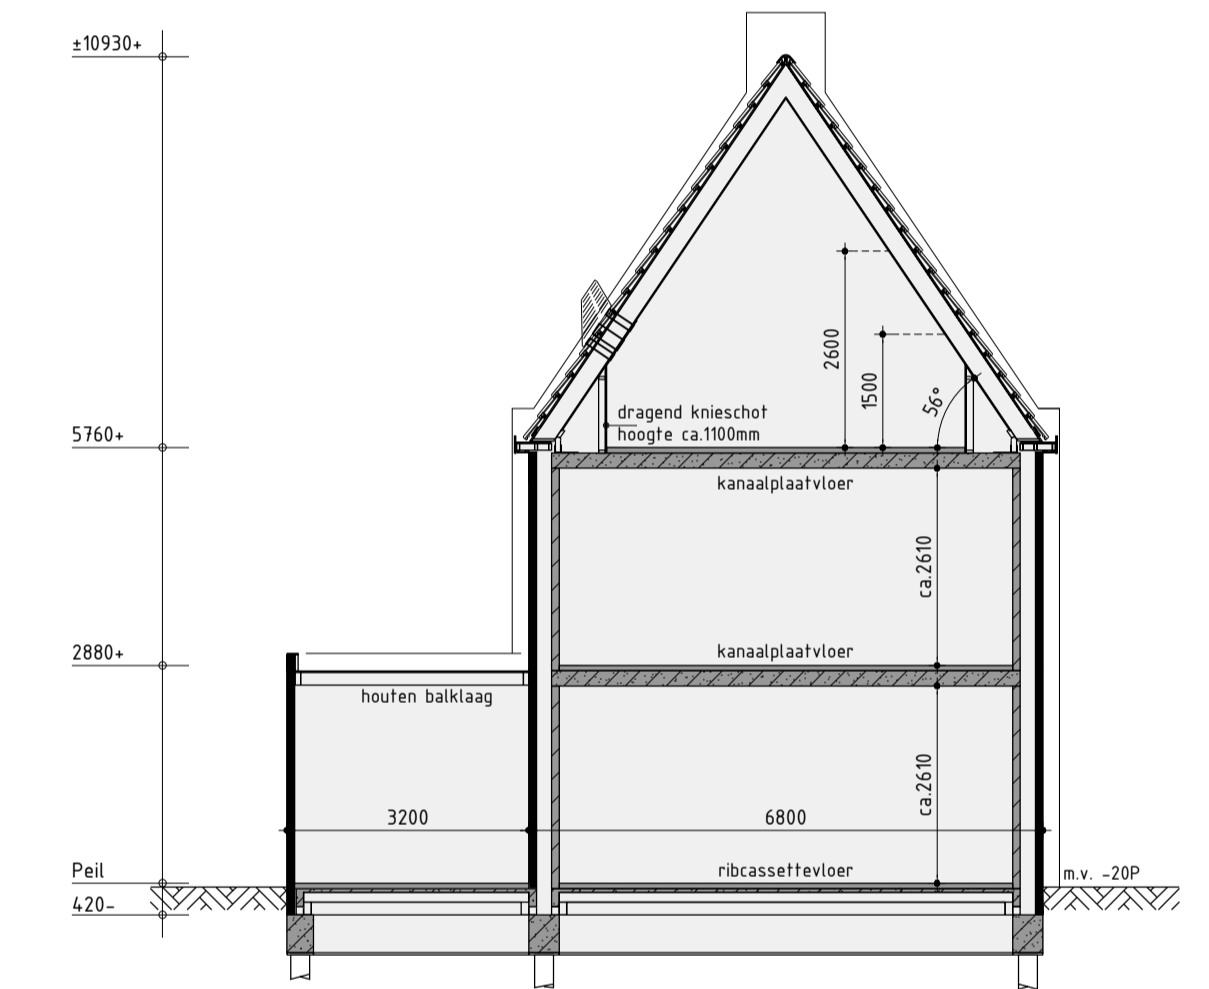 ±10930+
2600
1500
56°
dragend knieschot
hoogte ca.1100mm
5760+
kanaalplaatvloer
ca.2610
2880+
kanaalplaatvloer
houten balklaag
ca.2610
3200
6800
Peil
ribcassettevloer
m.v. -20P
420-